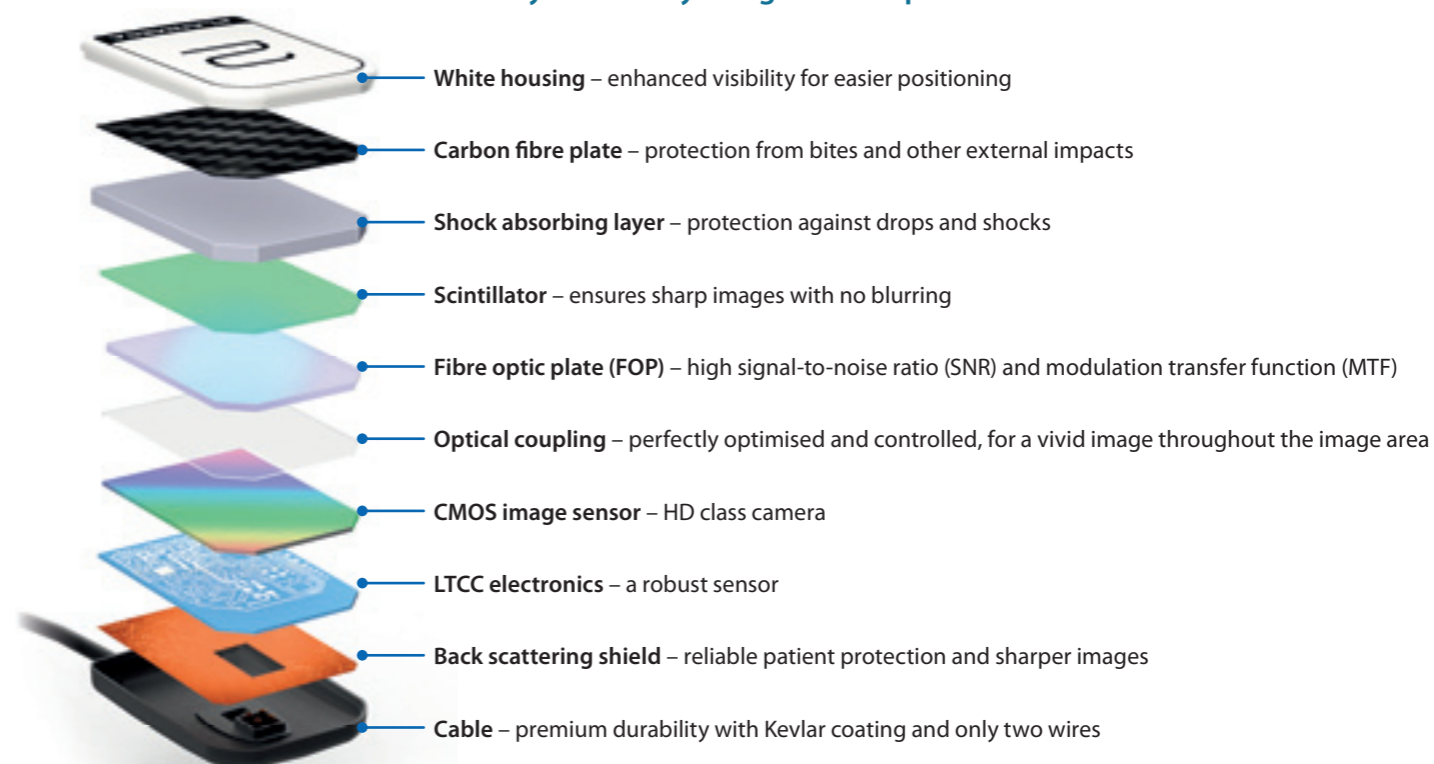 White housing – enhanced visibility for easier positioning
Carbon fibre plate – protection from bites and other external impacts
Shock absorbing layer – protection against drops and shocks
Scintillator – ensures sharp images with no blurring
Fibre optic plate (FOP) – high signal-to-noise ratio (SNR) and modulation transfer function (MTF)
Optical coupling – perfectly optimised and controlled, for a vivid image throughout the image area
CMOS image sensor – HD class camera
LTCC electronics – a robust sensor
Back scattering shield – reliable patient protection and sharper images
Cable – premium durability with Kevlar coating and only two wires